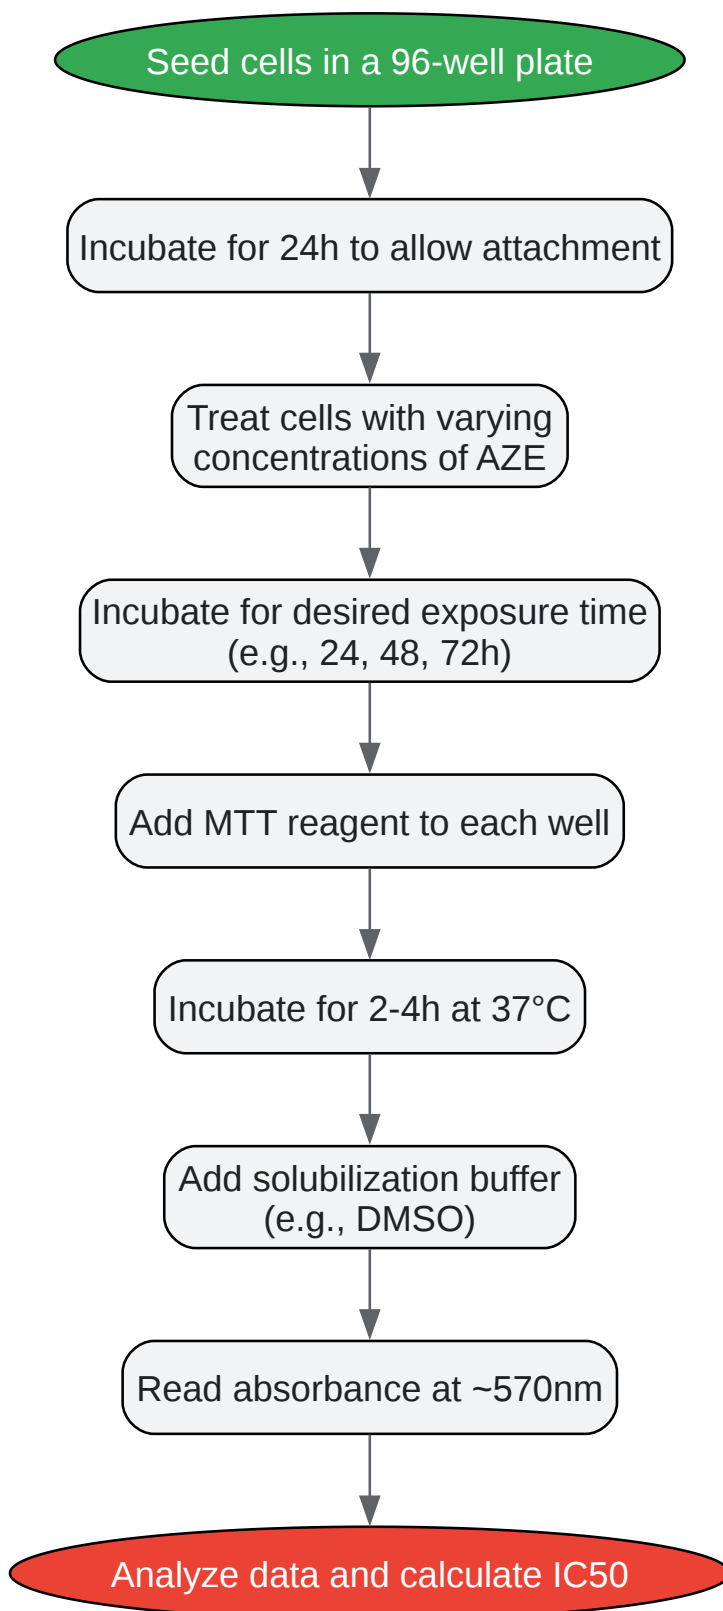 Seed cells in a 96-well plate
Incubate for 24h to allow attachment
Treat cells with varying
concentrations of AZE
Incubate for desired exposure time
(e.g., 24, 48, 72h)
Add MTT reagent to each well
Incubate for 2-4h at 37°C
Add solubilization buffer
(e.g., DMSO)
Read absorbance at ~570nm
Analyze data and calculate IC50